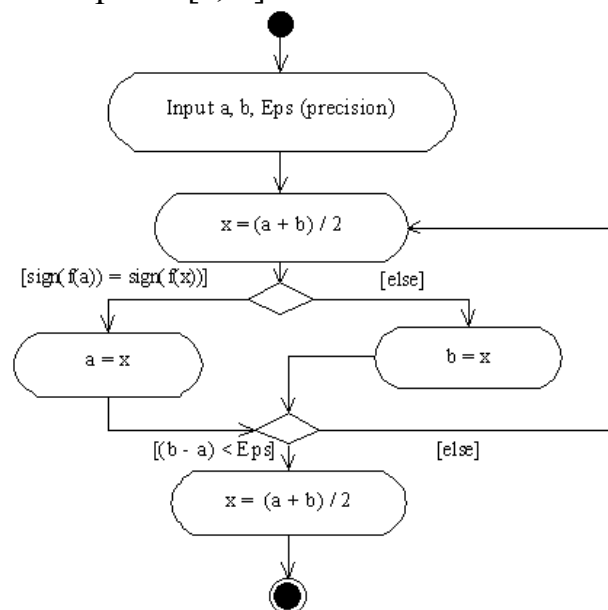 Input a, b, Eps (precision)
x = (a + b) / 2
[sign(f(a)) = sign(f(x))]
[else]
a = x
b = x
[(b - a) < Eps]
[else]
x = (a + b) / 2